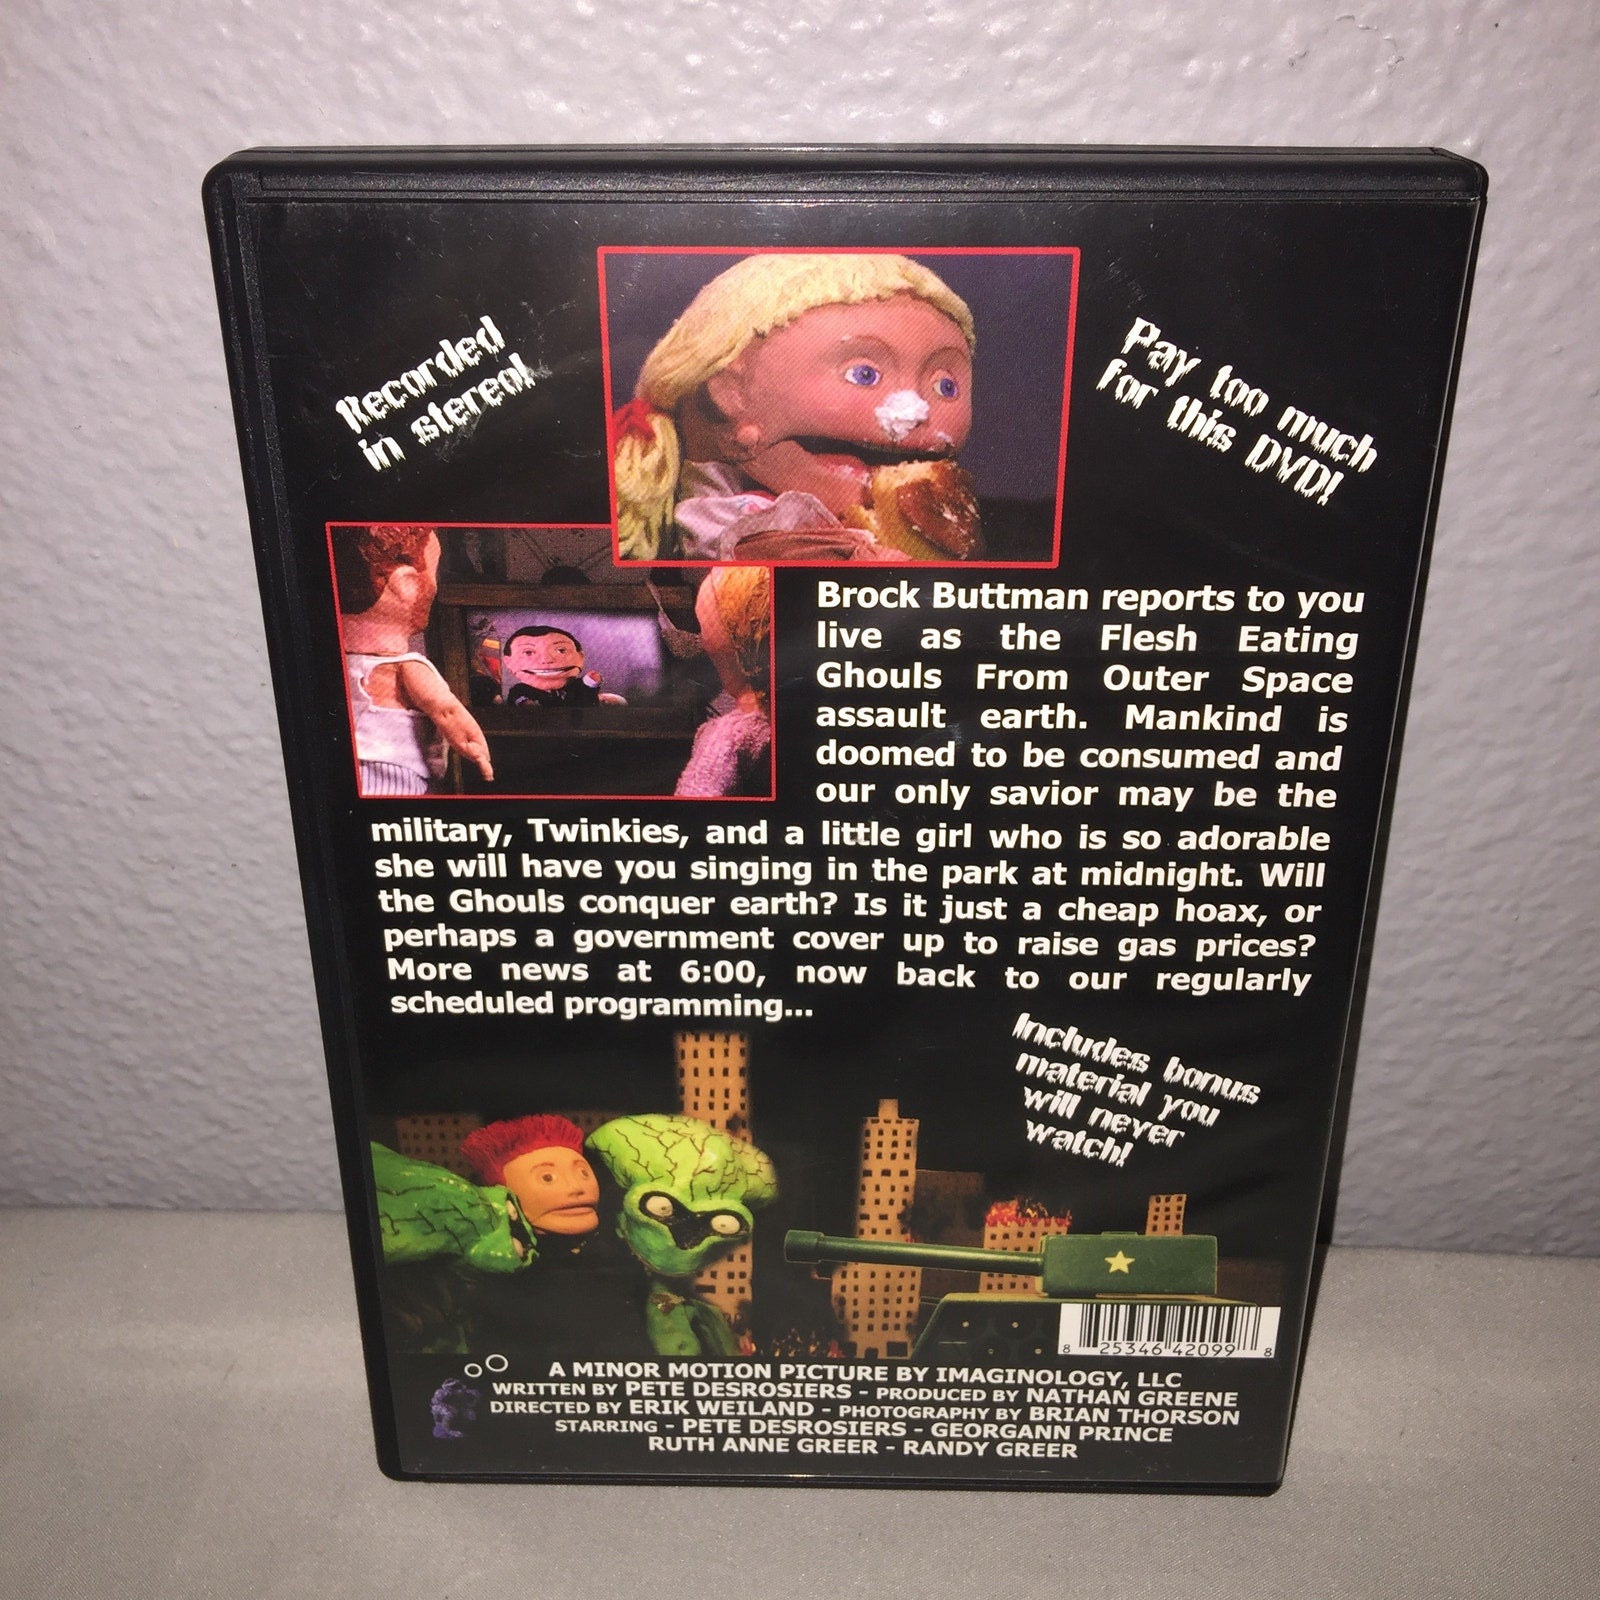 Recorded
in stereo!
Pay too much
for this DVD!
Brock Buttman reports to you
live as the Flesh Eating
Ghouls From Outer Space
assault earth. Mankind is
doomed to be consumed and
our only savior may be the
military, Twinkies, and a little girl who is so adorable
she will have you singing in the park at midnight. Will
the Ghouls conquer earth? Is it just a cheap hoax, or
perhaps a government cover up to raise gas prices?
More news at 6:00, now back to our regularly
scheduled programming...
Includes bonus
material you
will never
watch!
8 25346 42099 8
A MINOR MOTION PICTURE BY IMAGINOLOGY, LLC
WRITTEN BY PETE DESROSIERS - PRODUCED BY NATHAN GREENE
DIRECTED BY ERIK WEILAND - PHOTOGRAPHY BY BRIAN THORSON
STARRING - PETE DESROSIERS - GEORGANN PRINCE
RUTH ANNE GREER - RANDY GREER